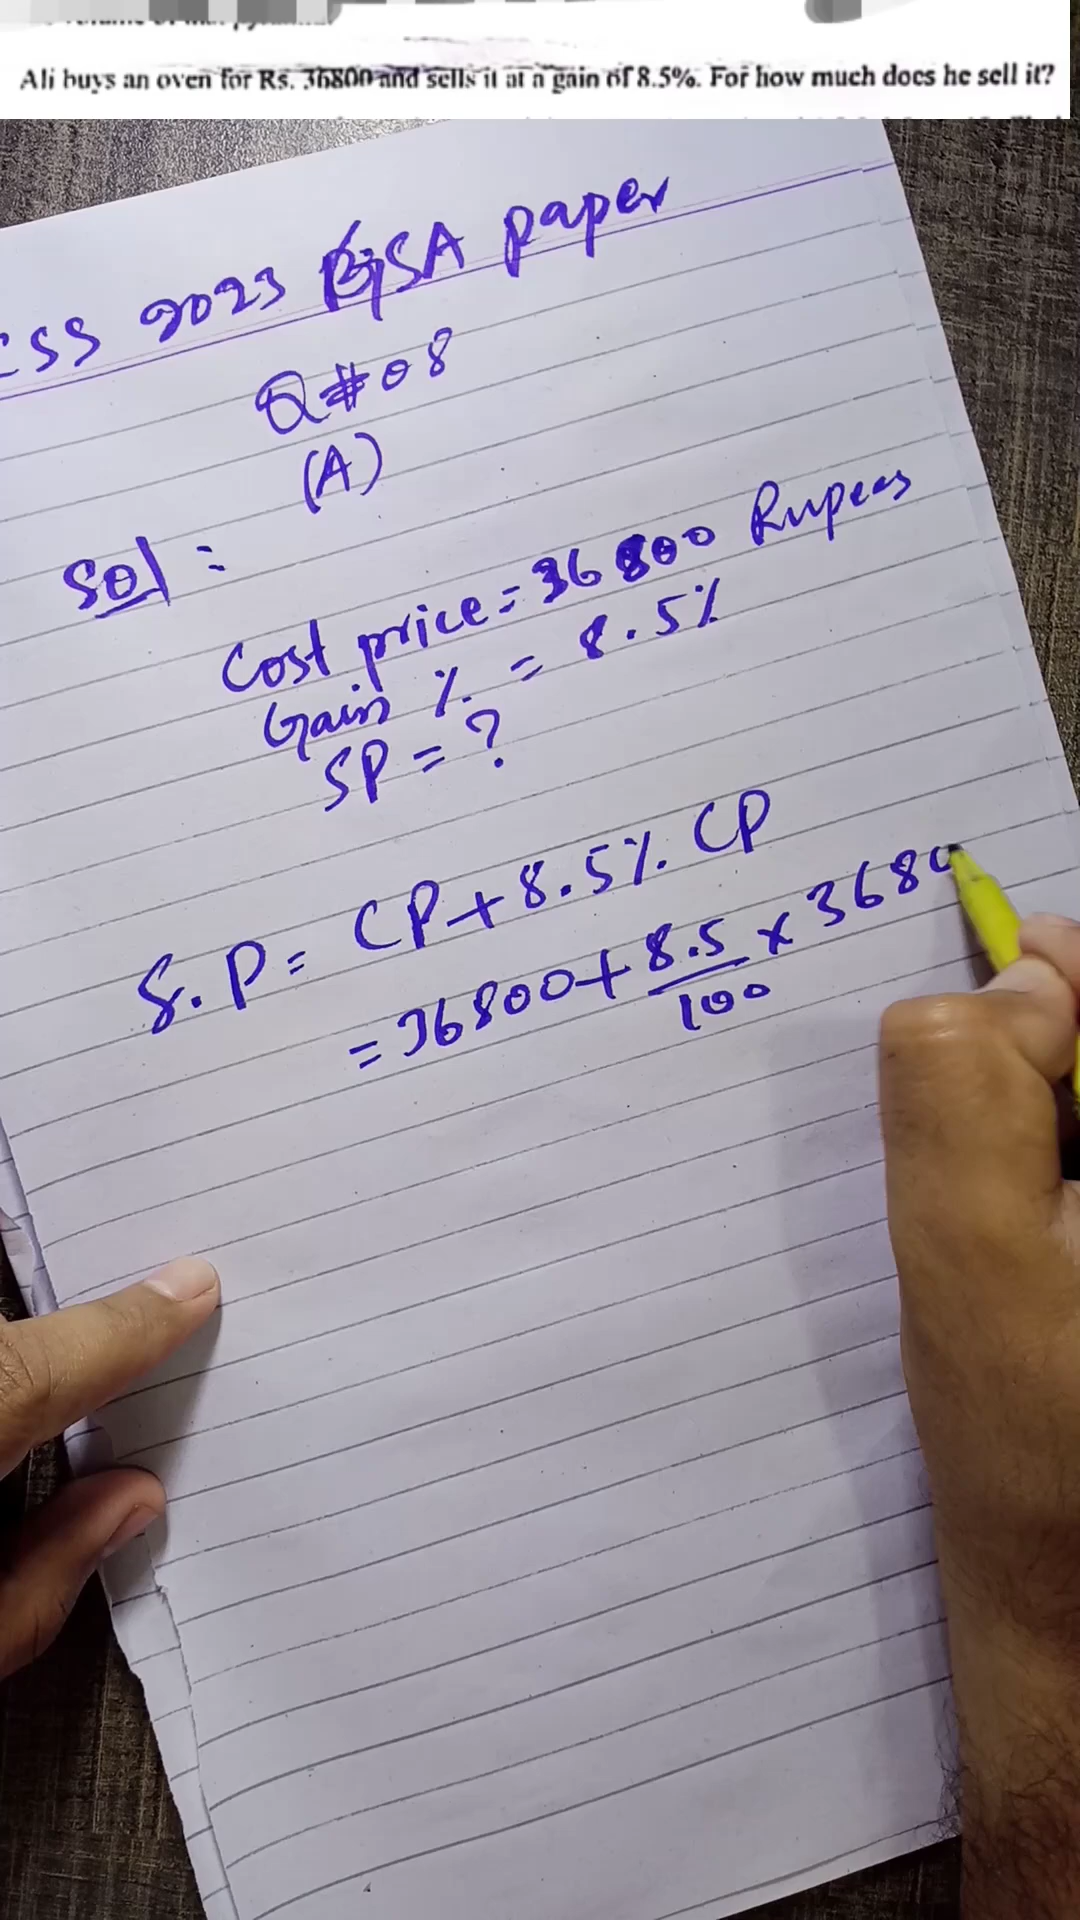 Ali buys an oven for Rs. 36800 and sells it at a gain of 8.5%. For how much does he sell it?
CSS 2023 GSA paper
Q#08
(A)
Sol:
Cost price = 36800 Rupees
Gain % = 8.5%
SP = ?
S.P = CP + 8.5% CP
= 36800 + 8.5/100 × 3680